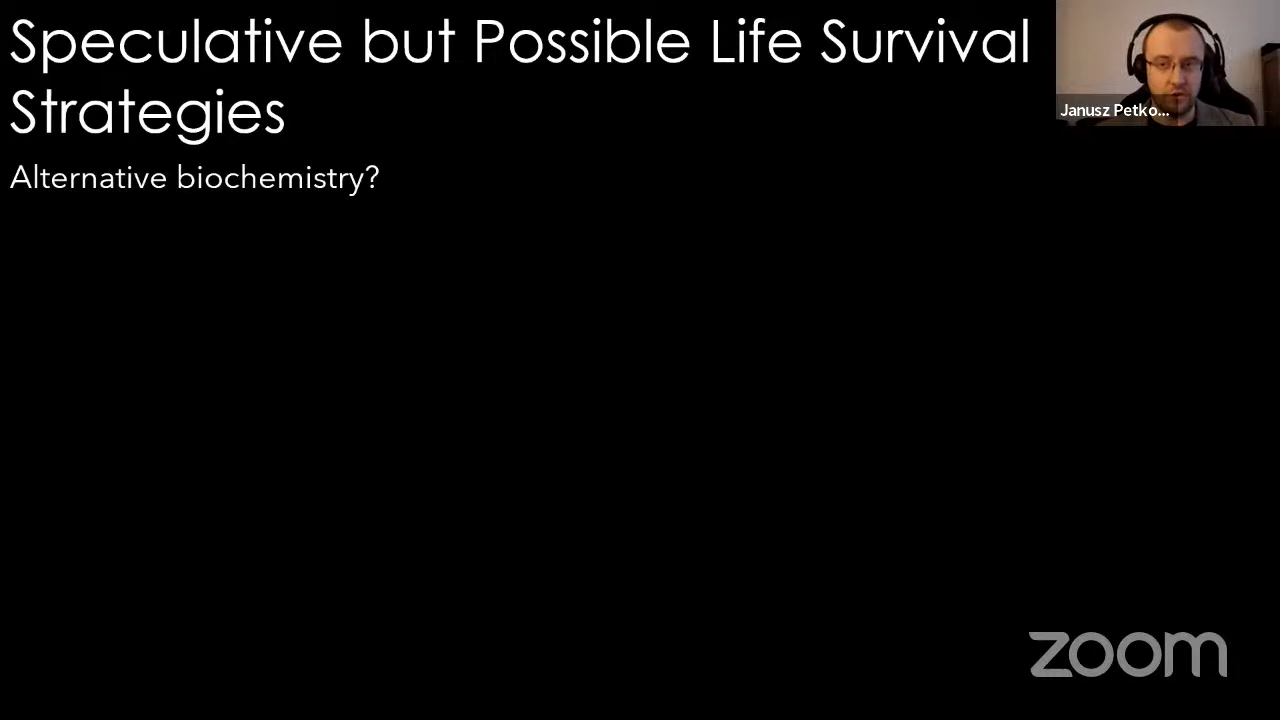 Speculative but Possible Life Survival
Strategies
Janusz Petko...
Alternative biochemistry?
zoom